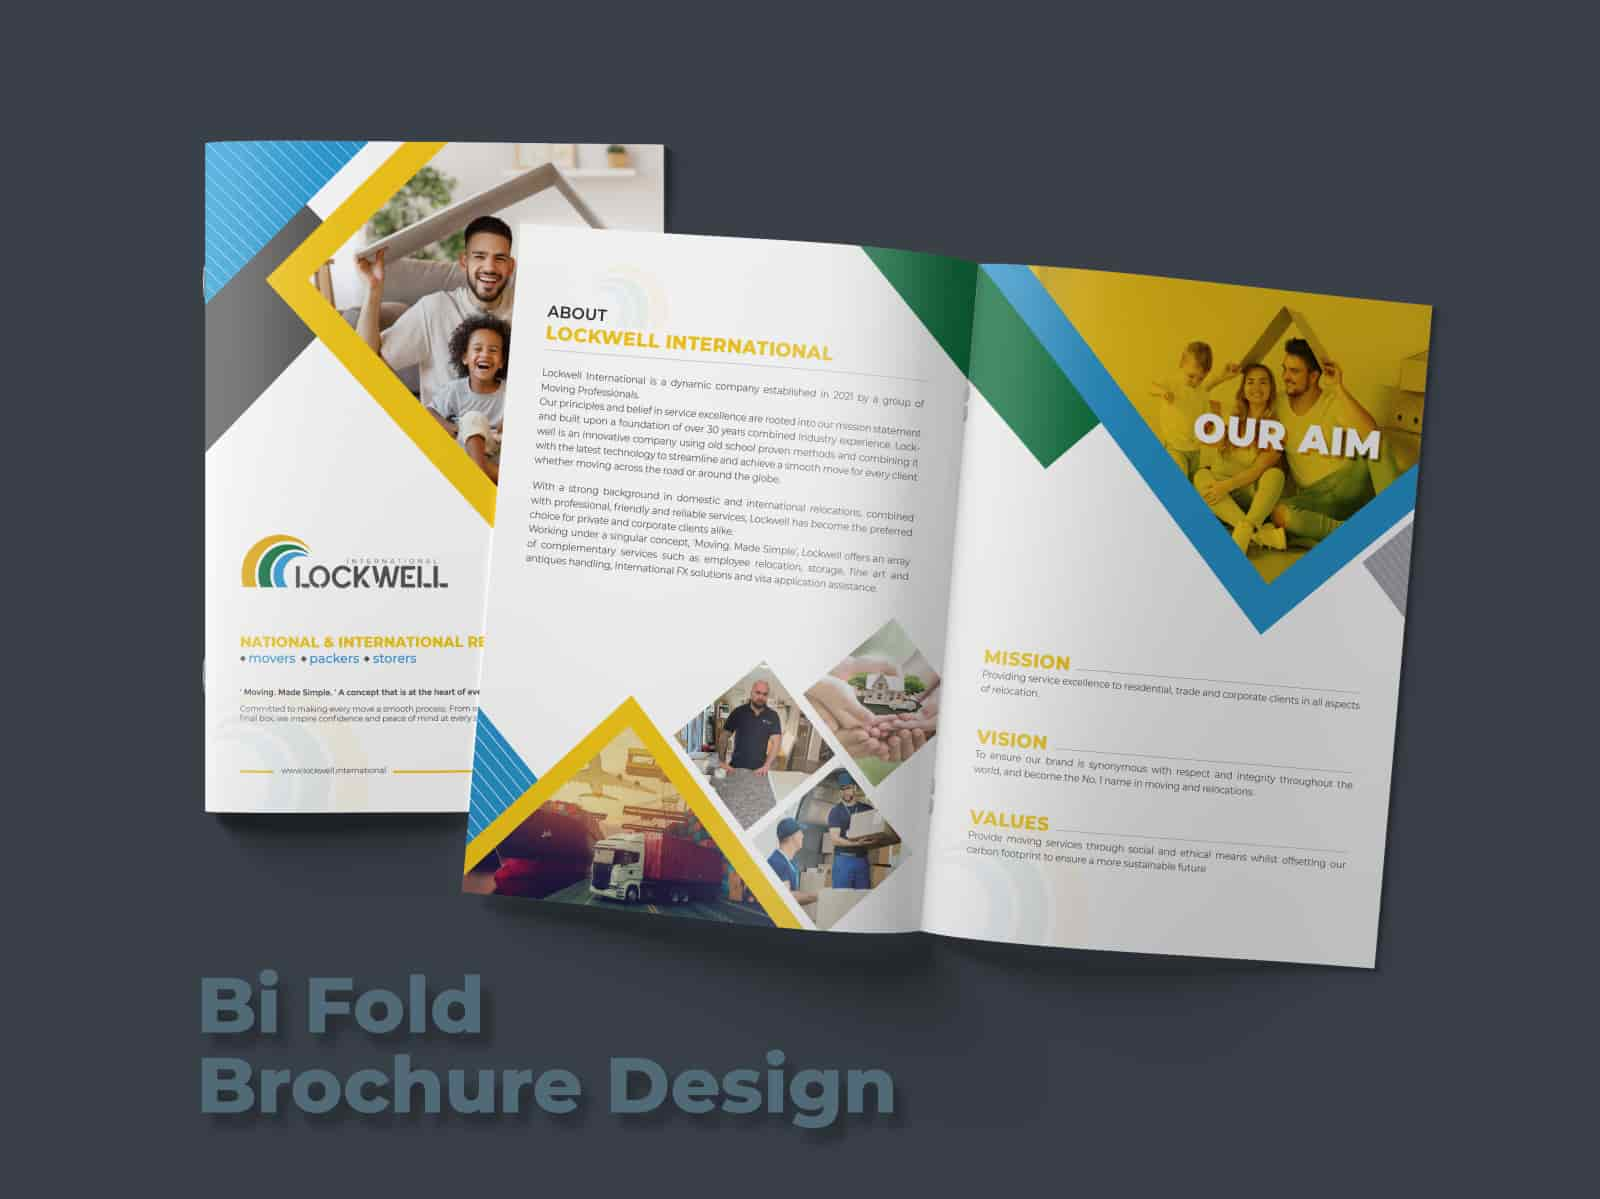 INTERNATIONAL
LOCKWELL
NATIONAL & INTERNATIONAL RE
movers packers storers
' Moving. Made Simple. ' A concept that is at the heart of eve
Committed to making every move a smooth process. From
final box, we inspire confidence and peace of mind at every
www.lockwell.international
ABOUT
LOCKWELL INTERNATIONAL
Lockwell International is a dynamic company established in 2021 by a group of
Moving Professionals.
Our principles and belief in service excellence are rooted into our mission statement
and built upon a foundation of over 30 years combined industry experience. Lock-
well is an innovative company using old school proven methods and combining it
with the latest technology to streamline and achieve a smooth move for every client
whether moving across the road or around the globe.
With a strong background in domestic and international relocations, combined
with professional, friendly and reliable services, Lockwell has become the preferred
choice for private and corporate clients alike.
Working under a singular concept, 'Moving. Made Simple', Lockwell offers an array
of complementary services such as employee relocation, storage, fine art and
antiques handling, international FX solutions and visa application assistance.
OUR AIM
MISSION
Providing service excellence to residential, trade and corporate clients in all aspects
of relocation.
VISION
To ensure our brand is synonymous with respect and integrity throughout the
world, and become the No. 1 name in moving and relocations.
VALUES
Provide moving services through social and ethical means whilst offsetting our
carbon footprint to ensure a more sustainable future
Bi Fold
Brochure Design